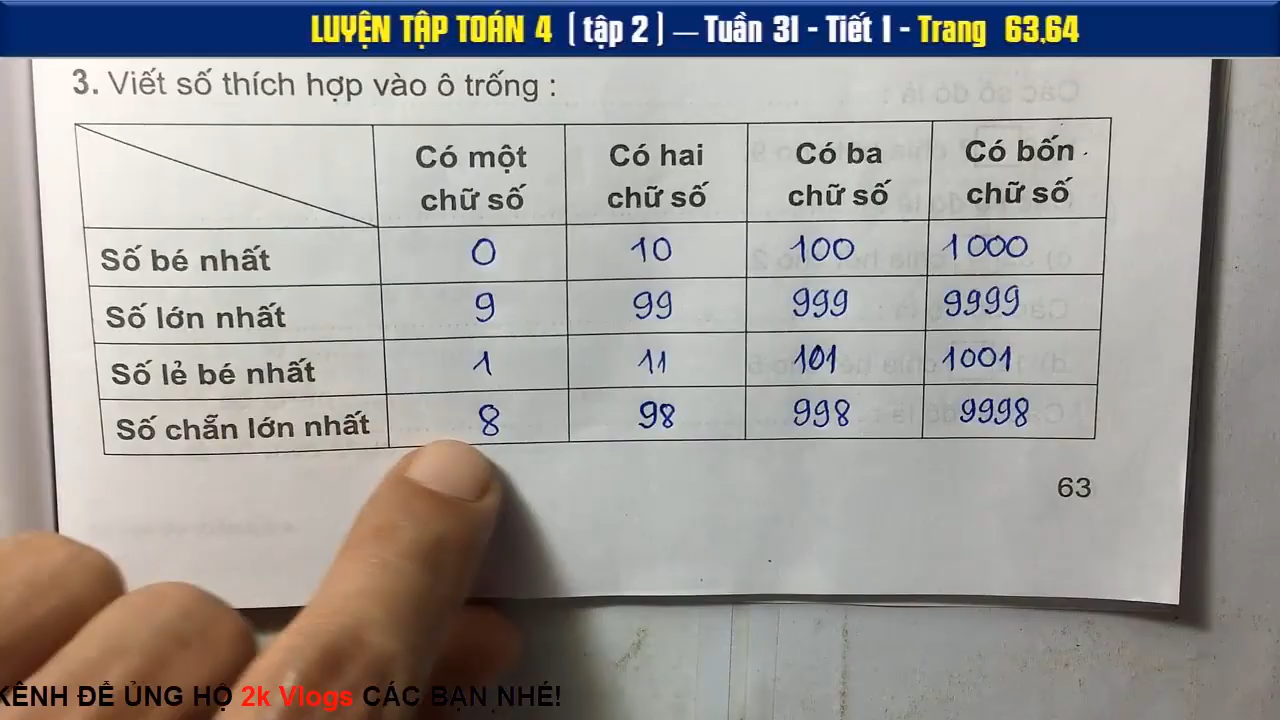 LUYỆN TẬP TOÁN 4 ( tập 2 ) — Tuần 31 - Tiết 1 - Trang 63,64
3. Viết số thích hợp vào ô trống :
Có một chữ số Có hai chữ số Có ba chữ số Có bốn chữ số
Số bé nhất 0 10 100 1000
Số lớn nhất 9 99 999 9999
Số lẻ bé nhất 1 11 101 1001
Số chẵn lớn nhất 8 98 998 9998
63
KÊNH ĐỂ ỦNG HỘ 2k Vlogs CÁC BẠN NHÉ!